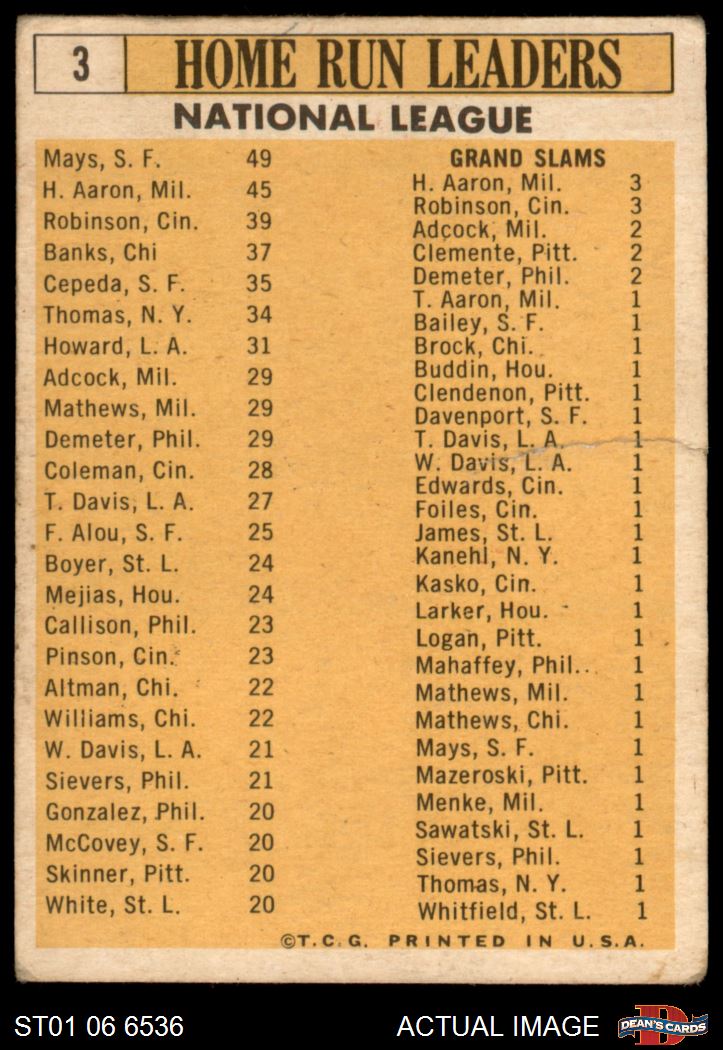 3 HOME RUN LEADERS
NATIONAL LEAGUE
Mays, S. F. 49
H. Aaron, Mil. 45
Robinson, Cin. 39
Banks, Chi 37
Cepeda, S. F. 35
Thomas, N. Y. 34
Howard, L. A. 31
Adcock, Mil. 29
Mathews, Mil. 29
Demeter, Phil. 29
Coleman, Cin. 28
T. Davis, L. A. 27
F. Alou, S. F. 25
Boyer, St. L. 24
Mejias, Hou. 24
Callison, Phil. 23
Pinson, Cin. 23
Altman, Chi. 22
Williams, Chi. 22
W. Davis, L. A. 21
Sievers, Phil. 21
Gonzalez, Phil. 20
McCovey, S. F. 20
Skinner, Pitt. 20
White, St. L. 20
GRAND SLAMS
H. Aaron, Mil. 3
Robinson, Cin. 3
Adcock, Mil. 2
Clemente, Pitt. 2
Demeter, Phil. 2
T. Aaron, Mil. 1
Bailey, S. F. 1
Brock, Chi. 1
Buddin, Hou. 1
Clendenon, Pitt. 1
Davenport, S. F. 1
T. Davis, L. A. 1
W. Davis, L. A. 1
Edwards, Cin. 1
Foiles, Cin. 1
James, St. L. 1
Kanehl, N. Y. 1
Kasko, Cin. 1
Larker, Hou. 1
Logan, Pitt. 1
Mahaffey, Phil. . 1
Mathews, Mil. 1
Mathews, Chi. 1
Mays, S. F. 1
Mazeroski, Pitt. 1
Menke, Mil. 1
Sawatski, St. L. 1
Sievers, Phil. 1
Thomas, N. Y. 1
Whitfield, St. L. 1
©T.C.G. PRINTED IN U.S.A.
ST01 06 6536 ACTUAL IMAGE D DEAN'S CARDS